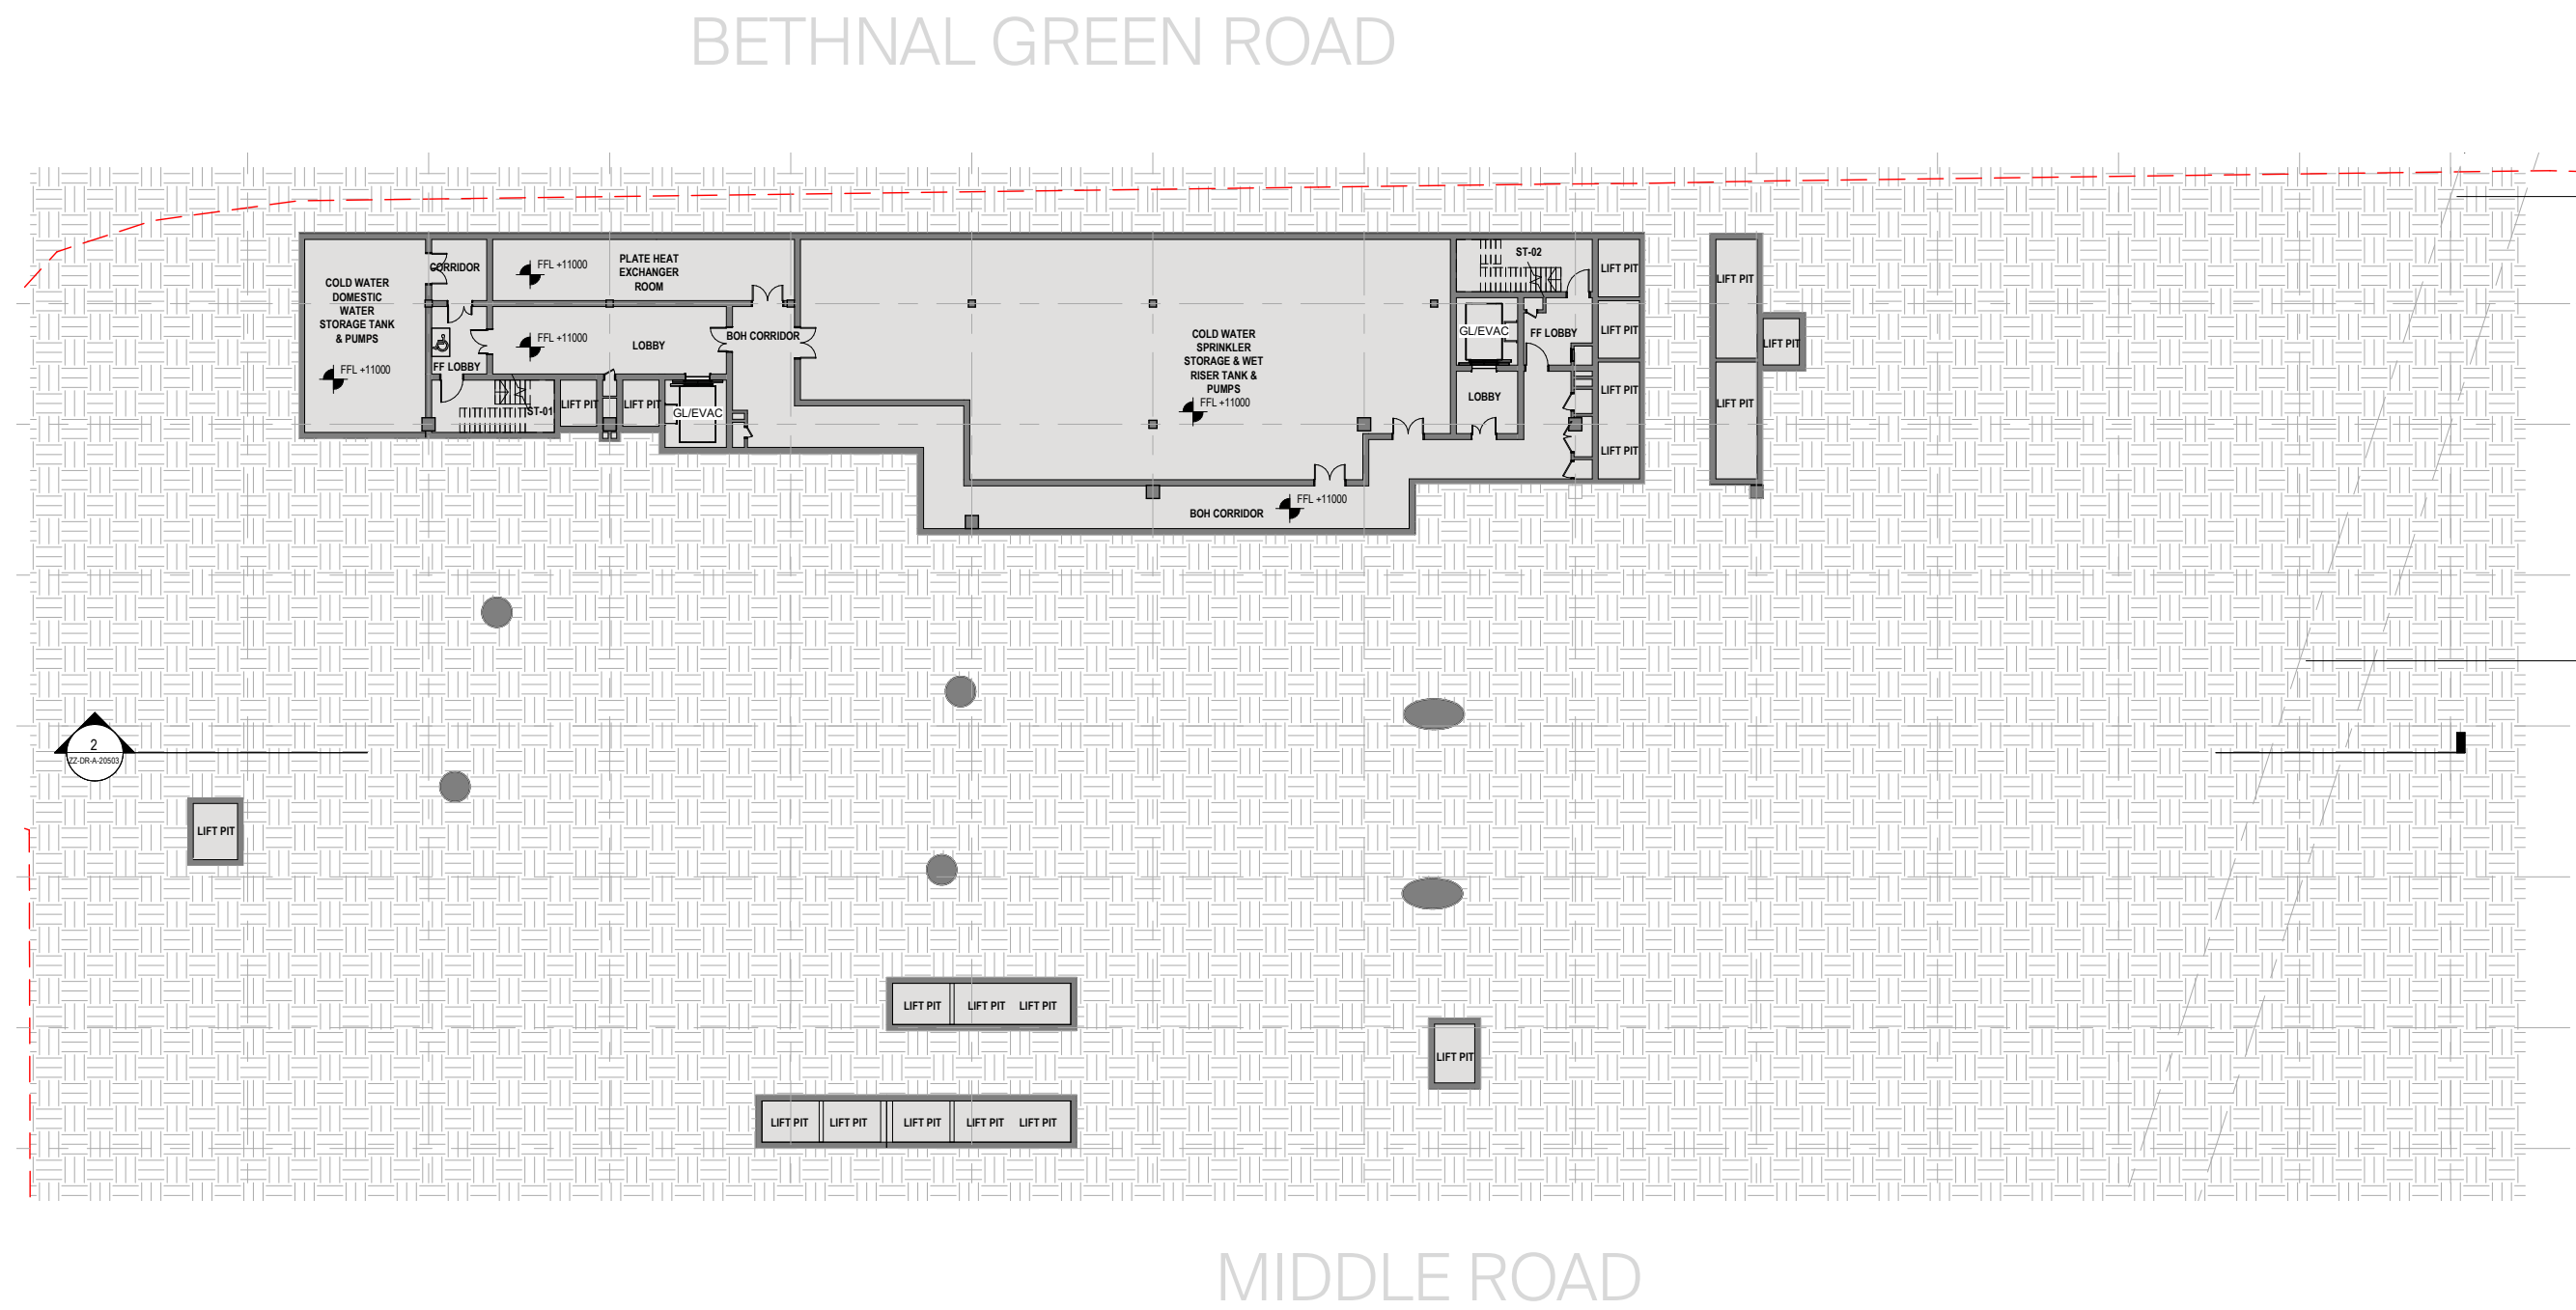 BETHNAL GREEN ROAD
COLD WATER
DOMESTIC
WATER
STORAGE TANK
& PUMPS
FFL +11000
CORRIDOR
FFL +11000
PLATE HEAT
EXCHANGER
ROOM
FFL +11000
LOBBY
BOH CORRIDOR
FF LOBBY
ST-01
LIFT PIT
LIFT PIT
GL/EVAC
COLD WATER
SPRINKLER
STORAGE & WET
RISER TANK &
PUMPS
FFL +11000
ST-02
GL/EVAC
FF LOBBY
LOBBY
LIFT PIT
LIFT PIT
LIFT PIT
LIFT PIT
LIFT PIT
LIFT PIT
LIFT PIT
FFL +11000
BOH CORRIDOR
2
ZZ-DR-A-20503
LIFT PIT
LIFT PIT
LIFT PIT
LIFT PIT
LIFT PIT
LIFT PIT
LIFT PIT
LIFT PIT
LIFT PIT
LIFT PIT
MIDDLE ROAD